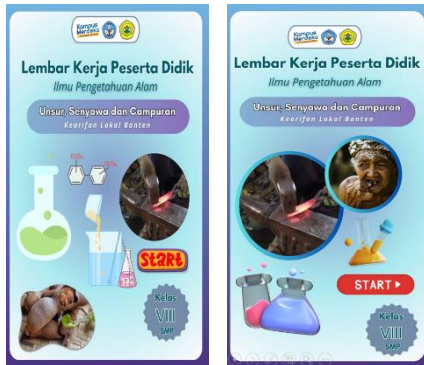 Kampus
Merdeka
Lembar Kerja Peserta Didik
Ilmu Pengetahuan Alam
Unsur, Senyawa dan Campuran
Kearifan Lokal Banten
START
Kelas
VIII
SMP
Kampus
Merdeka
Lembar Kerja Peserta Didik
Ilmu Pengetahuan Alam
Unsur, Senyawa dan Campuran
Kearifan Lokal Banten
START
Kelas
VIII
SMP